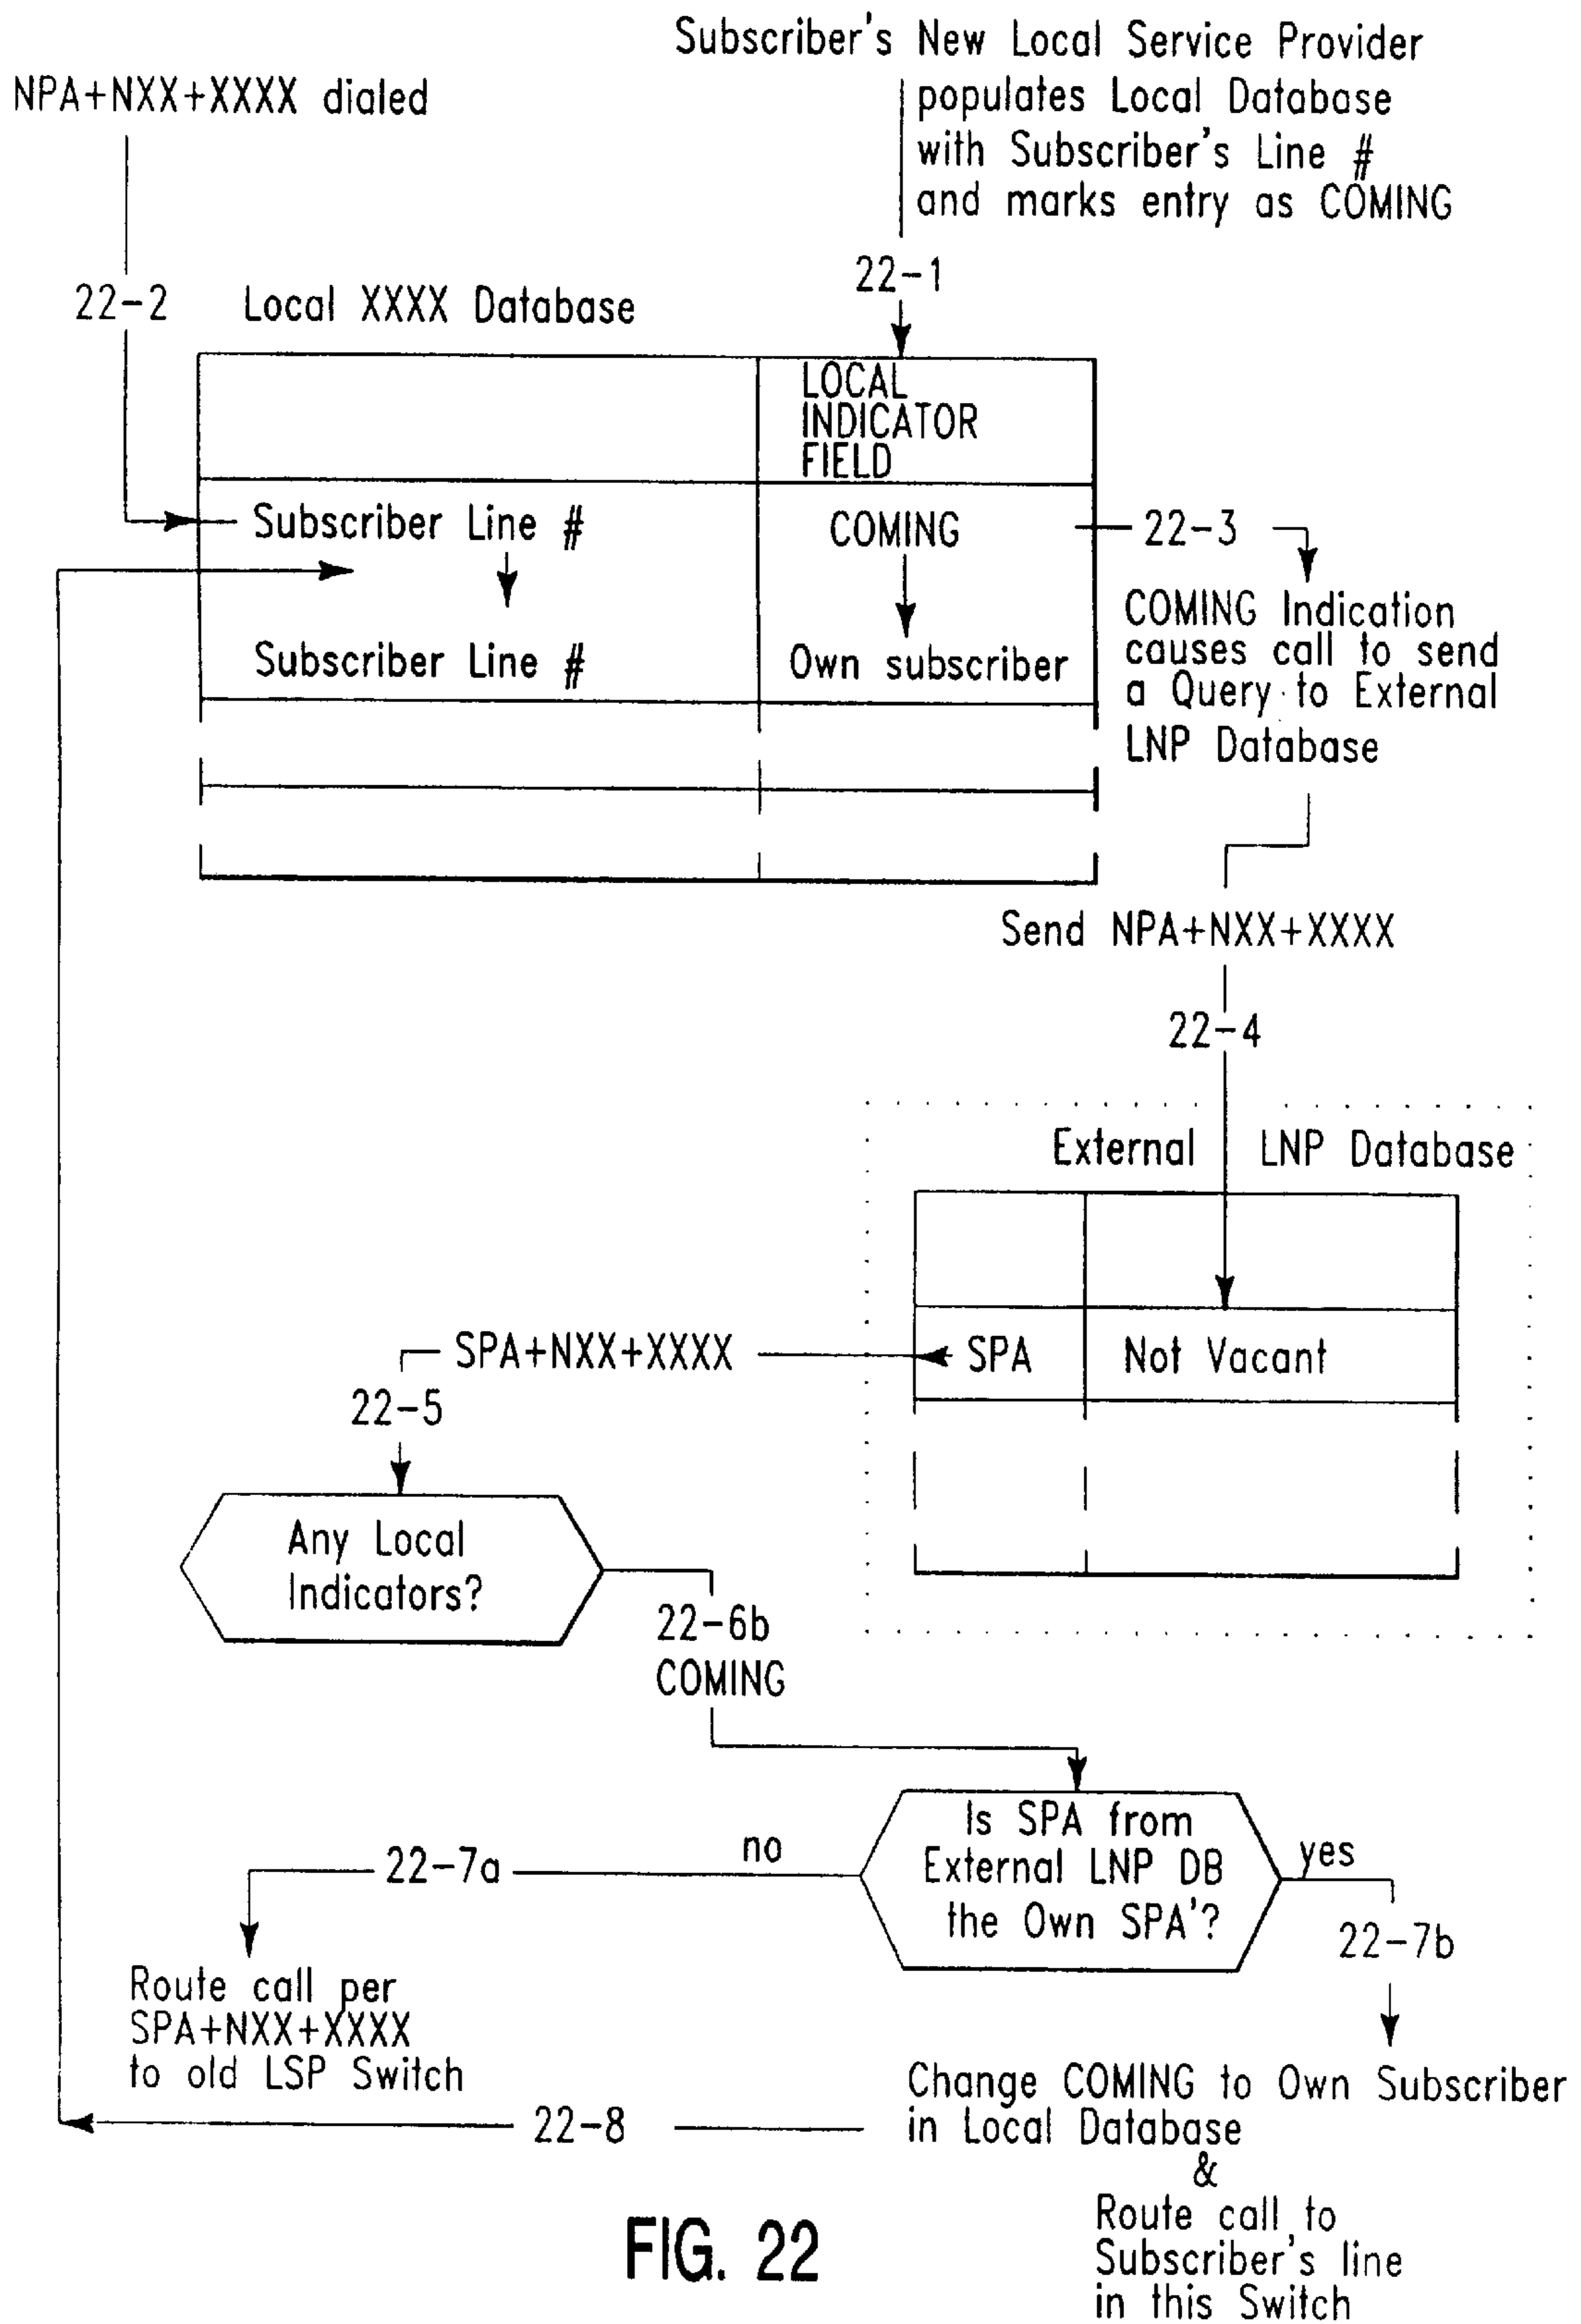 Subscriber's New Local Service Provider
populates Local Database
with Subscriber's Line #
and marks entry as COMING
NPA+NXX+XXXX dialed
22-1
22-2
Local XXXX Database
LOCAL
INDICATOR
FIELD
Subscriber Line #
COMING
22-3
Subscriber Line #
Own subscriber
COMING Indication
causes call to send
a Query to External
LNP Database
Send NPA+NXX+XXXX
22-4
External LNP Database
SPA+NXX+XXXX
SPA
Not Vacant
22-5
Any Local
Indicators?
22-6b
COMING
Is SPA from
External LNP DB
the Own SPA'?
no
yes
22-7a
22-7b
Route call per
SPA+NXX+XXXX
to old LSP Switch
Change COMING to Own Subscriber
in Local Database
&
Route call to
Subscriber's line
in this Switch
22-8
FIG. 22